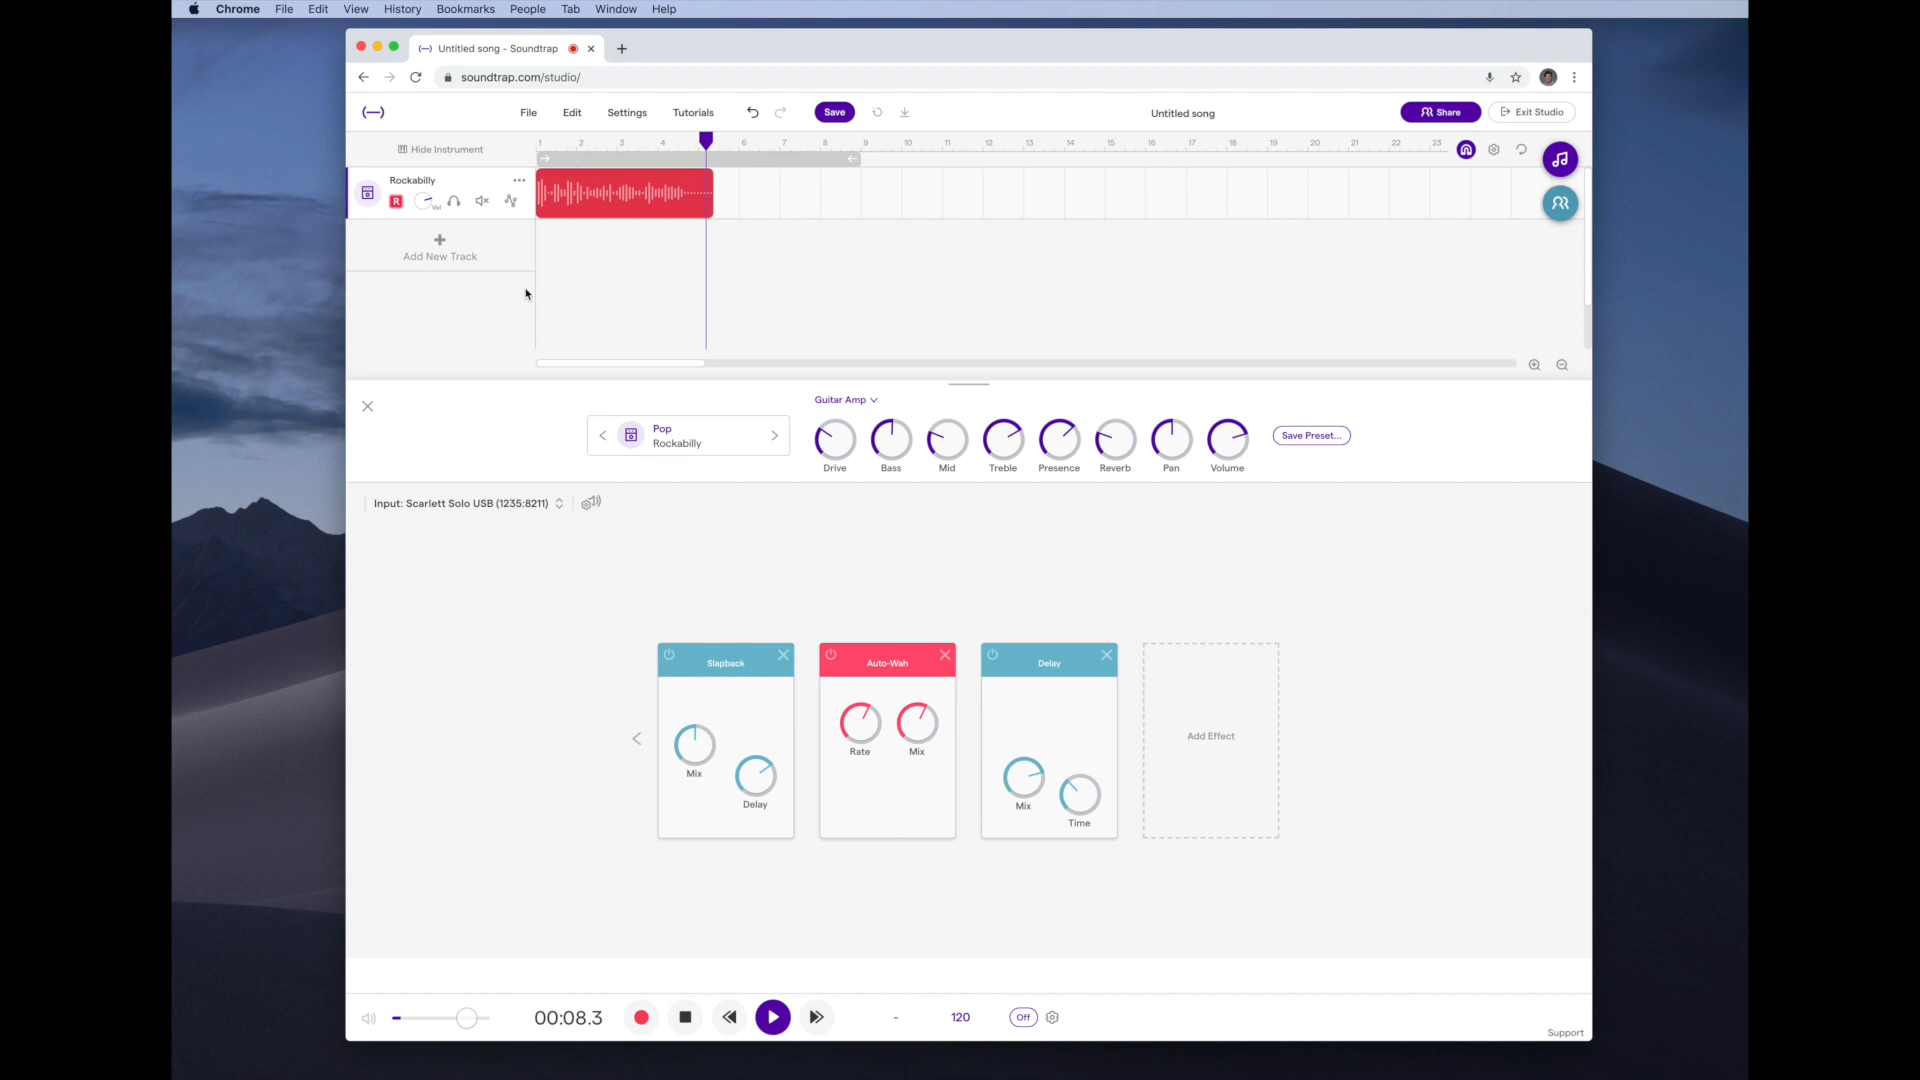 Chrome File Edit View History Bookmarks People Tab Window Help
(—) Untitled song - Soundtrap
soundtrap.com/studio/
(—) File Edit Settings Tutorials Save Untitled song Share Exit Studio
Hide Instrument 1 2 3 4 6 7 8 9 10 11 12 13 14 15 16 17 18 19 20 21 22 23
Rockabilly
R Vol
Add New Track
Guitar Amp
Pop
Rockabilly
Save Preset...
Drive Bass Mid Treble Presence Reverb Pan Volume
Input: Scarlett Solo USB (1235:8211)
Slapback Auto-Wah Delay
Add Effect
Rate Mix
Mix
Delay
Mix
Time
00:08.3 - 120 Off
Support